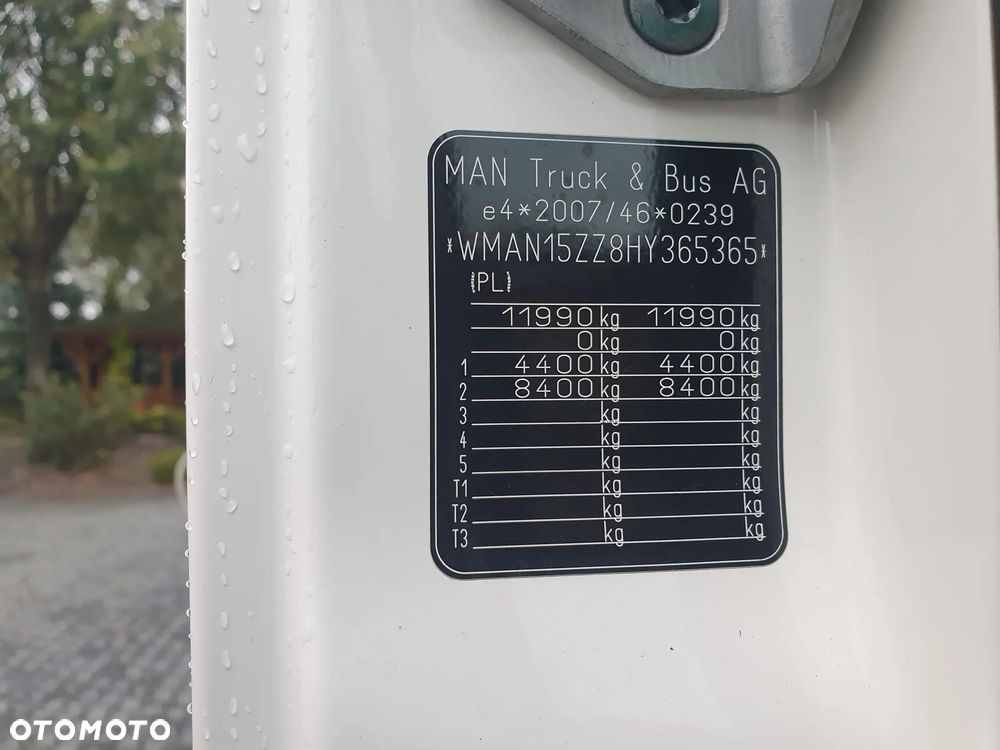 MAN Truck & Bus AG
e4*2007/46*0239
*WMAN15ZZ8HY365365*
(PL)
11990 kg 11990 kg
0 kg 0 kg
1 4400 kg 4400 kg
2 8400 kg 8400 kg
3 kg kg
4 kg kg
5 kg kg
T1 kg kg
T2 kg kg
T3 kg kg
OTOMOTO